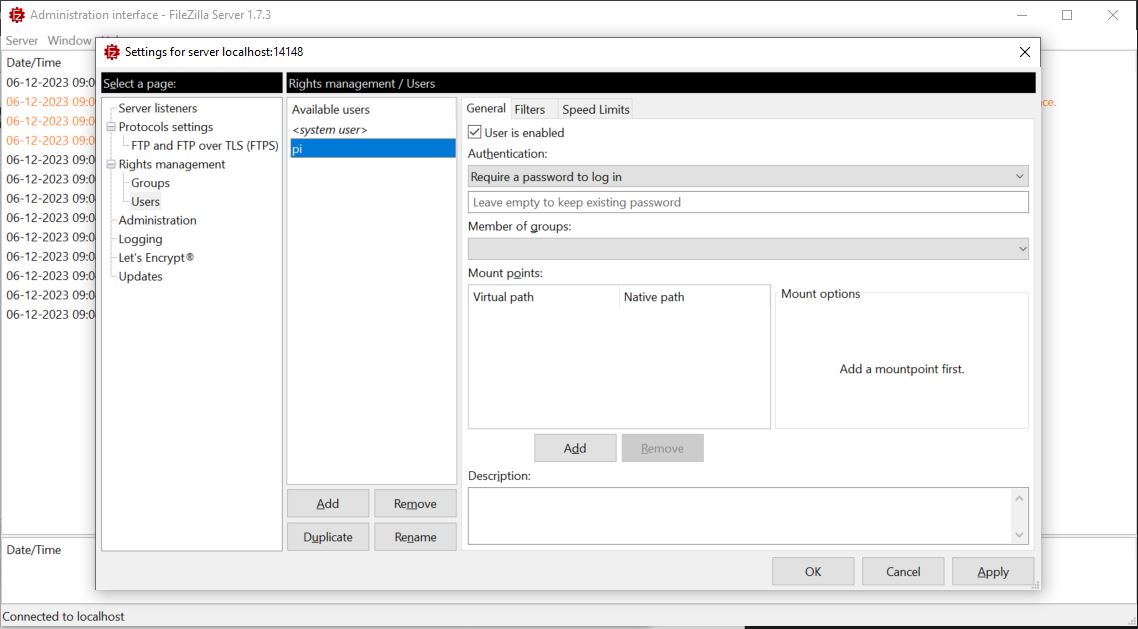 Administration interface - FileZilla Server 1.7.3
Server Window
Settings for server localhost:14148
Date/Time
06-12-2023 09:0
06-12-2023 09:0
06-12-2023 09:0
06-12-2023 09:0
06-12-2023 09:0
06-12-2023 09:0
06-12-2023 09:0
06-12-2023 09:0
06-12-2023 09:0
06-12-2023 09:0
06-12-2023 09:0
06-12-2023 09:0
06-12-2023 09:0
ce.
Select a page:
Server listeners
Protocols settings
FTP and FTP over TLS (FTPS)
Rights management
Groups
Users
Administration
Logging
Let's Encrypt®
Updates
Rights management / Users
Available users
<system user>
pi
Add
Remove
Duplicate
Rename
General Filters Speed Limits
User is enabled
Authentication:
Require a password to log in
Leave empty to keep existing password
Member of groups:
Mount points:
Virtual path Native path
Mount options
Add a mountpoint first.
Add Remove
Description:
OK Cancel Apply
Date/Time
Connected to localhost